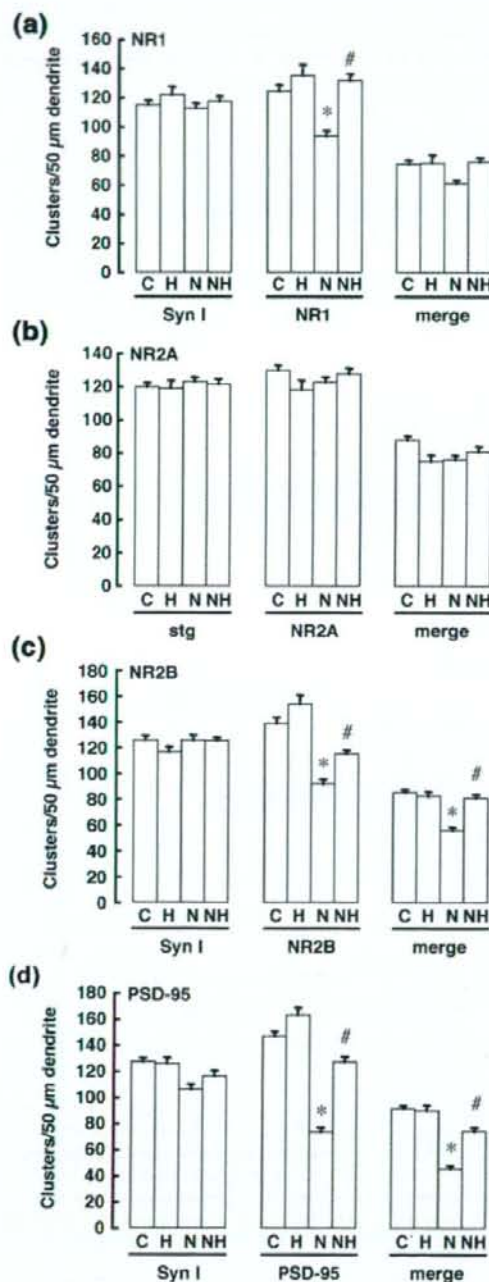 (a)
NR1
Clusters/50 µm dendrite
160
140
120
100
80
60
40
20
0
* #
C H N NH C H N NH C H N NH
Syn I NR1 merge
(b)
NR2A
Clusters/50 µm dendrite
140
120
100
80
60
40
20
0
C H N NH C H N NH C H N NH
stg NR2A merge
(c)
NR2B
Clusters/50 µm dendrite
180
160
140
120
100
80
60
40
20
0
* # * #
C H N NH C H N NH C H N NH
Syn I NR2B merge
(d)
PSD-95
Clusters/50 µm dendrite
180
160
140
120
100
80
60
40
20
0
* # * #
C H N NH C H N NH C H N NH
Syn I PSD-95 merge